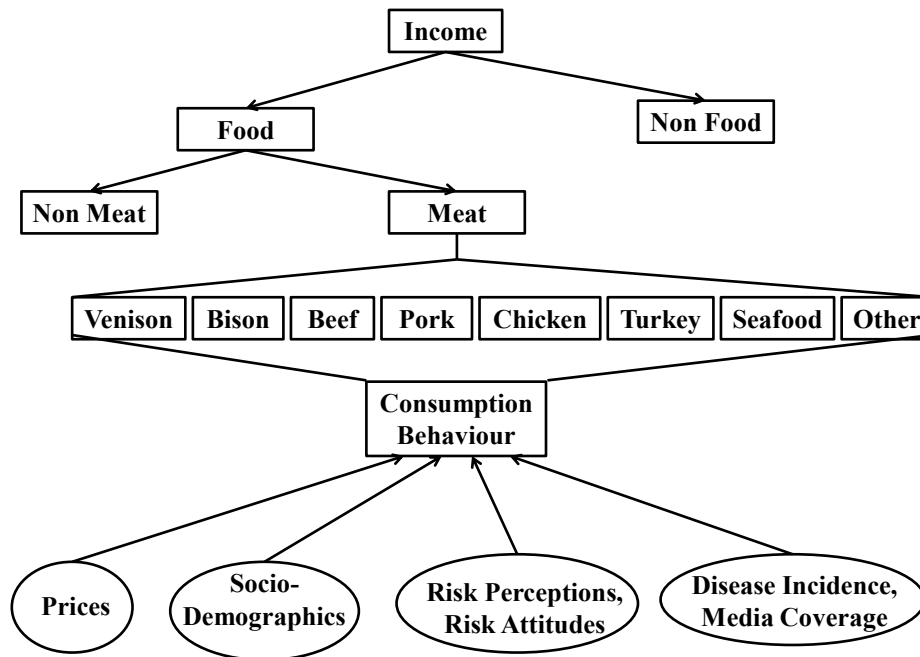 Income
Food
Non Food
Non Meat
Meat
Venison
Bison
Beef
Pork
Chicken
Turkey
Seafood
Other
Consumption
Behaviour
Prices
Socio-
Demographics
Risk Perceptions,
Risk Attitudes
Disease Incidence,
Media Coverage